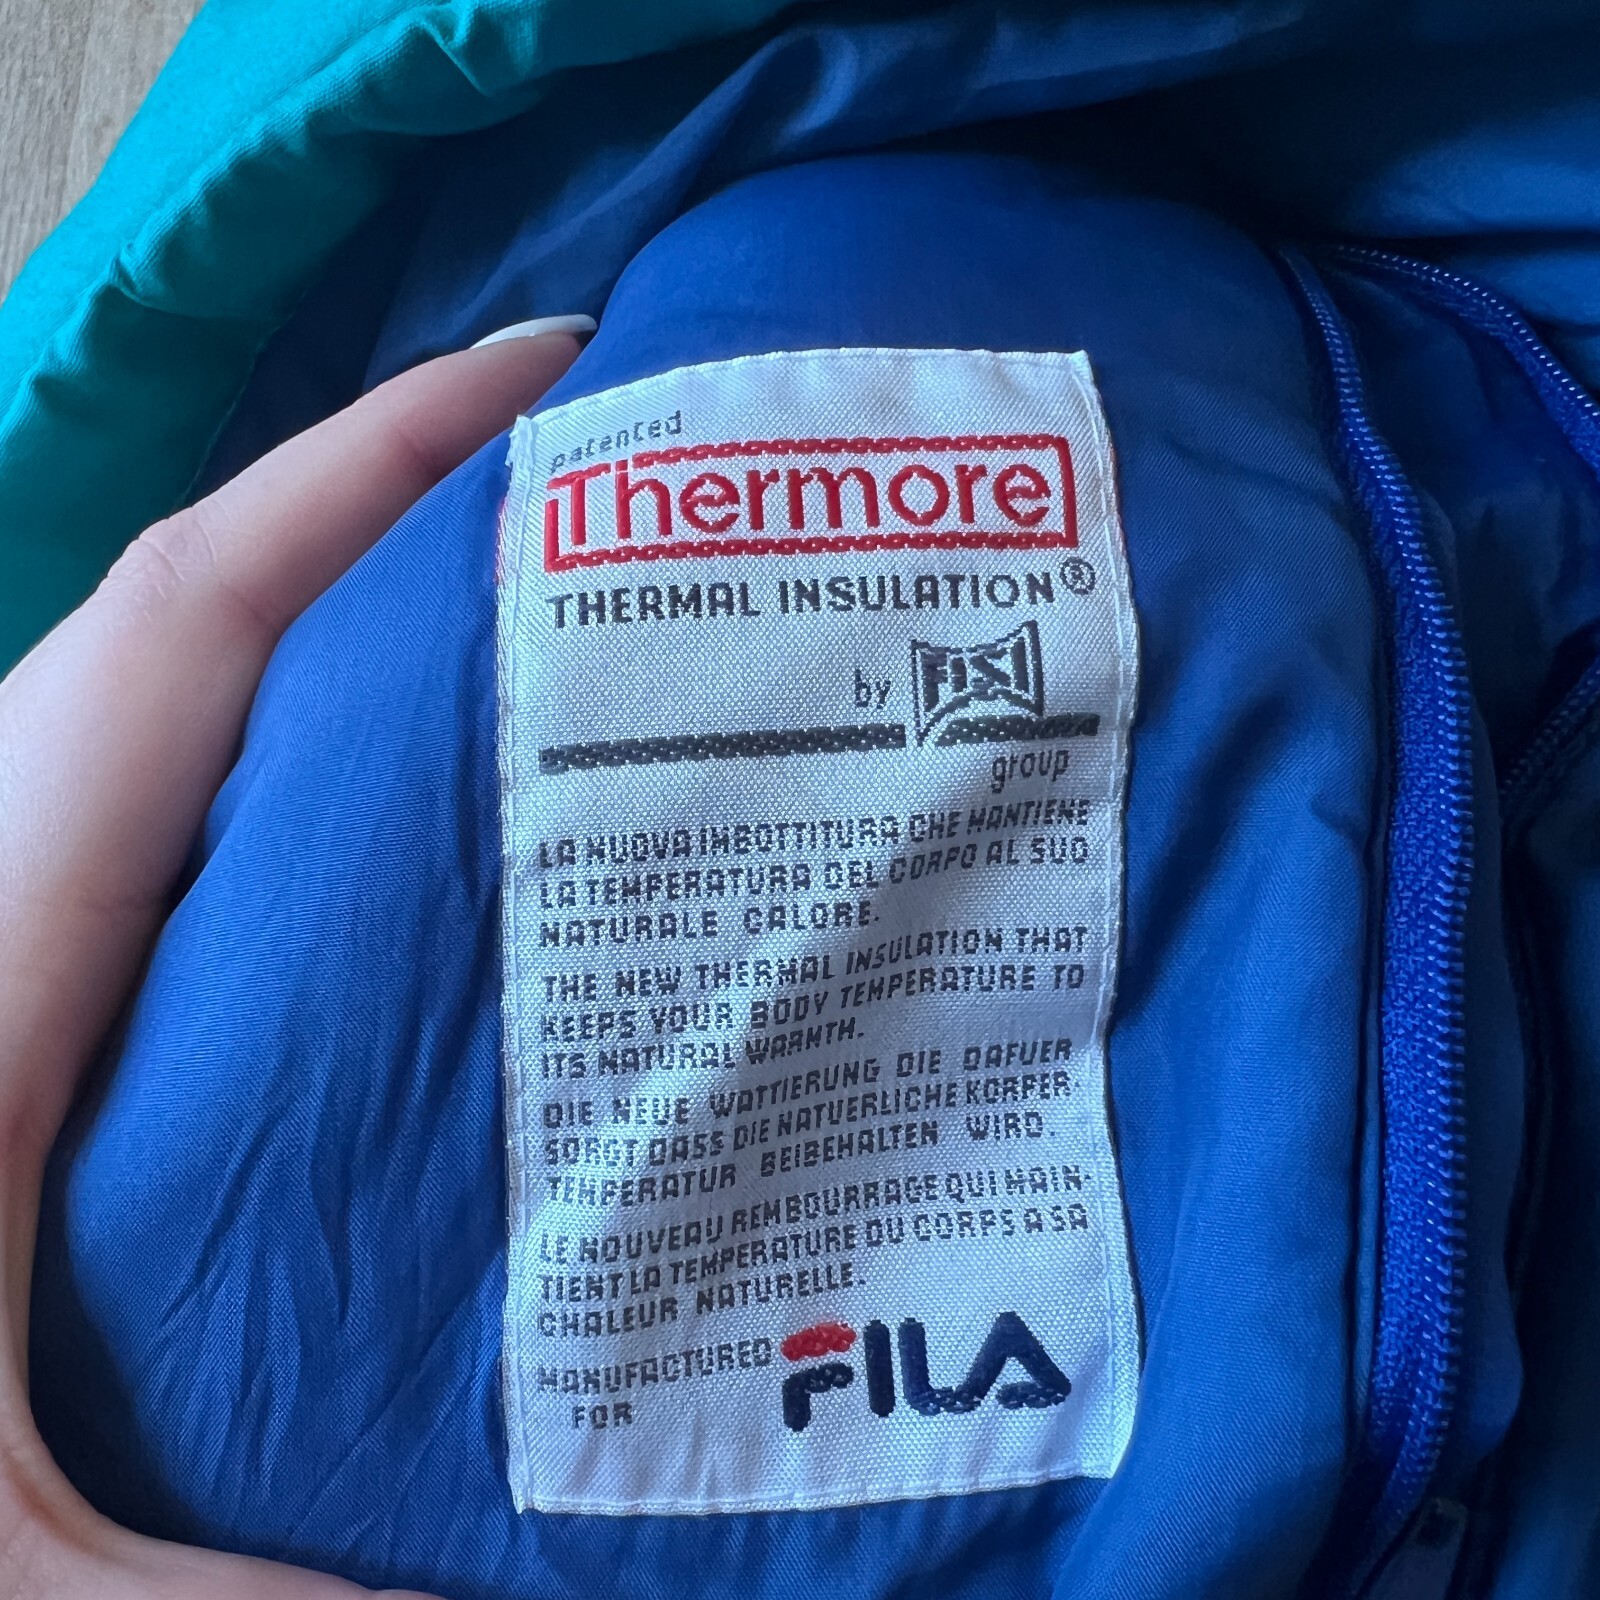 patented
Thermore
THERMAL INSULATION®
by FISI
group
LA NUOVA IMBOTTITURA CHE MANTIENE
LA TEMPERATURA DEL CORPO AL SUO
NATURALE CALORE.
THE NEW THERMAL INSULATION THAT
KEEPS YOUR BODY TEMPERATURE TO
ITS NATURAL WARMTH.
DIE NEUE WATTIERUNG DIE DAFUER
SORGT DASS DIE NATUERLICHE KORPER-
TEMPERATUR BEIBEHALTEN WIRD.
LE NOUVEAU REMBOURRAGE QUI MAIN-
TIENT LA TEMPERATURE DU CORPS A SA
CHALEUR NATURELLE.
MANUFACTURED
FOR
FILA